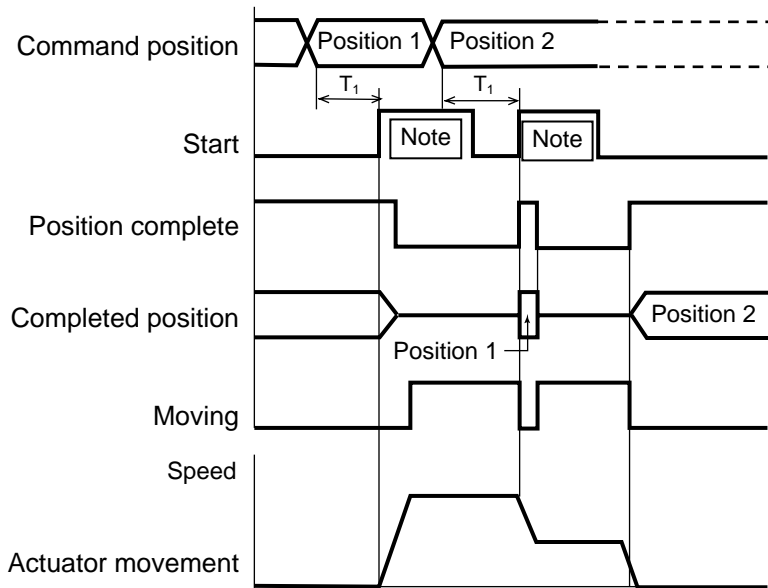 Command position
Position 1
Position 2
T₁
T₁
Start
Note
Note
Position complete
Completed position
Position 1
Position 2
Moving
Speed
Actuator movement